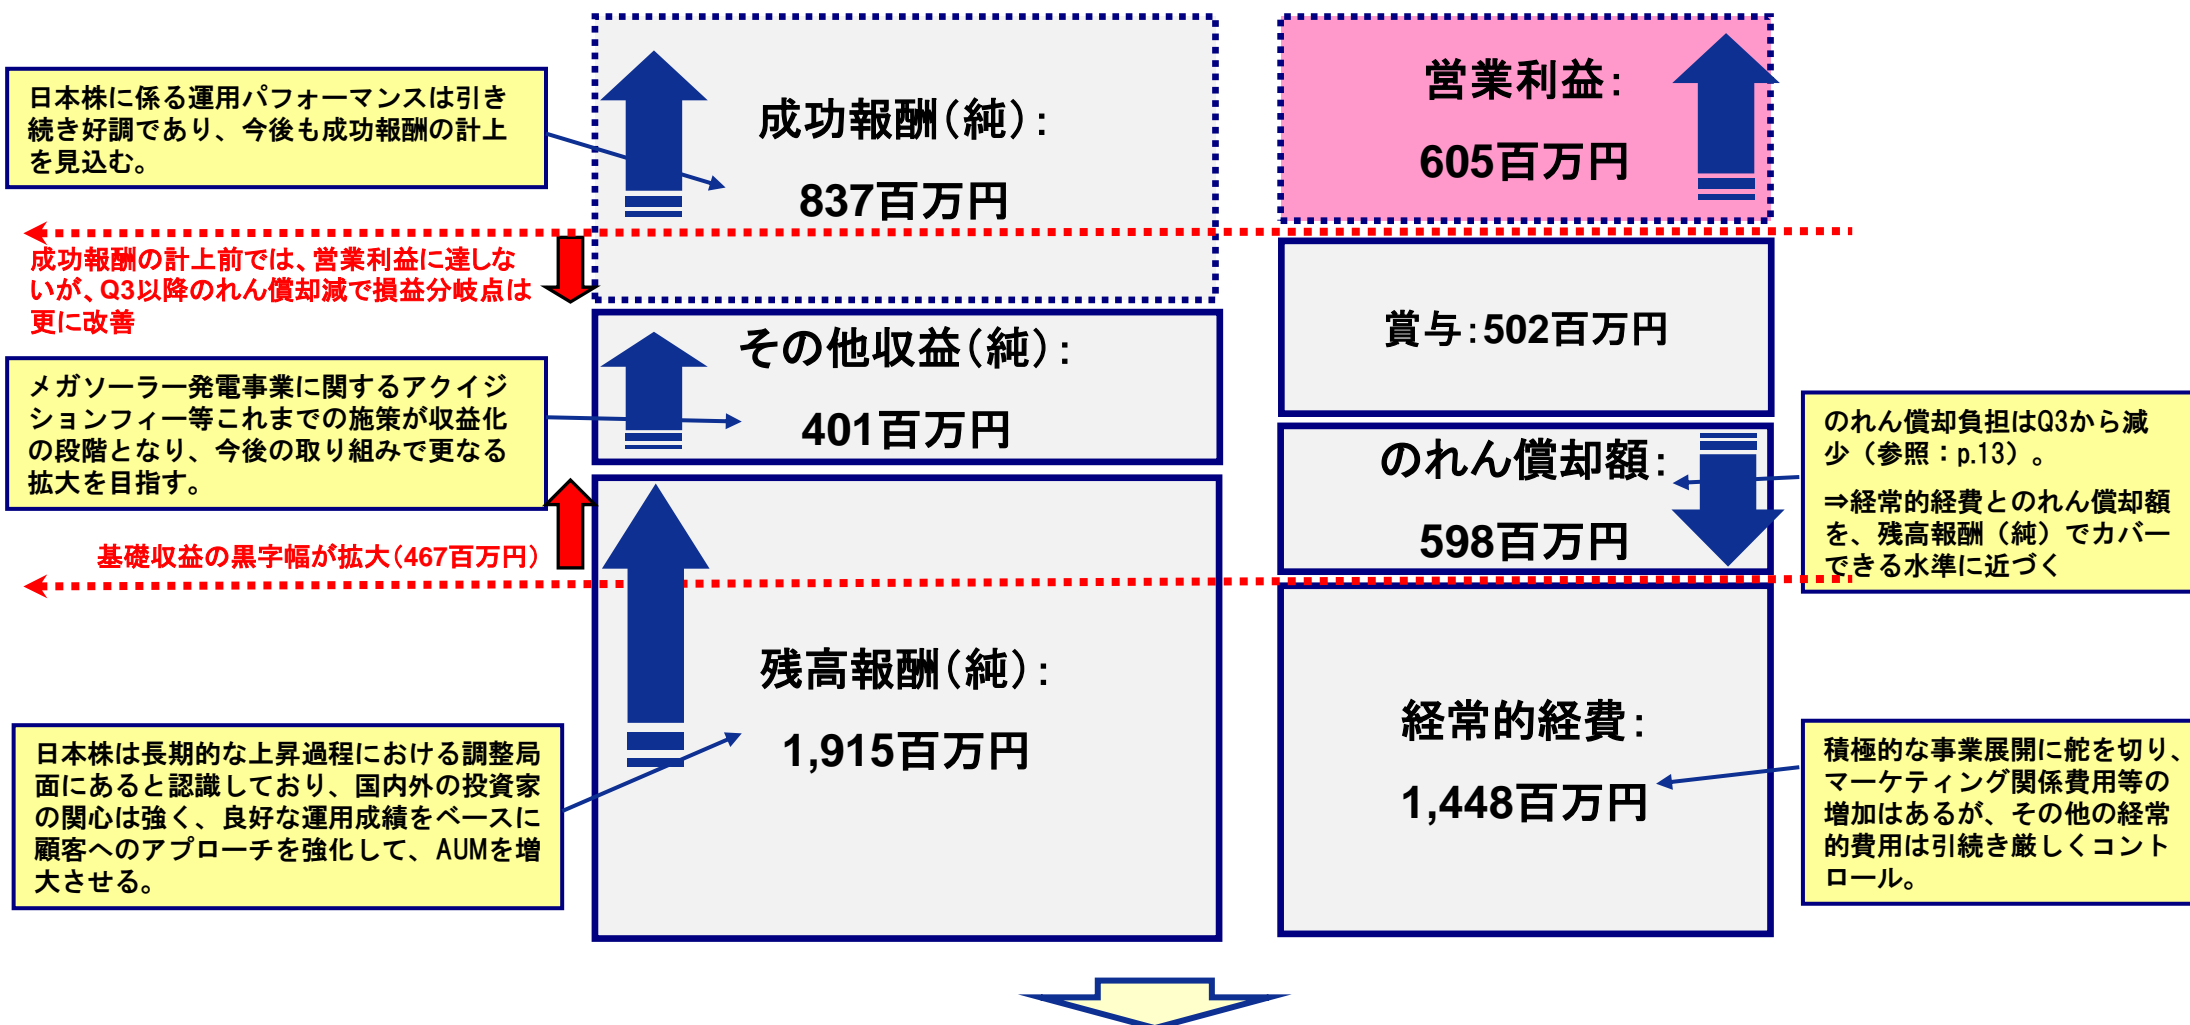 日本株に係る運用パフォーマンスは引き
続き好調であり、今後も成功報酬の計上
を見込む。
成功報酬（純）：
837百万円
営業利益：
605百万円
成功報酬の計上前では、営業利益に達しな
いが、Q3以降のれん償却減で損益分岐点は
更に改善
賞与：502百万円
その他収益（純）：
401百万円
メガソーラー発電事業に関するアクイジ
ションフィー等これまでの施策が収益化
の段階となり、今後の取り組みで更なる
拡大を目指す。
のれん償却額：
598百万円
のれん償却負担はQ3から減
少（参照：p.13）。
⇒経常的経費とのれん償却額
を、残高報酬（純）でカバー
できる水準に近づく
基礎収益の黒字幅が拡大（467百万円）
残高報酬（純）：
1,915百万円
経常的経費：
1,448百万円
日本株は長期的な上昇過程における調整局
面にあると認識しており、国内外の投資家
の関心は強く、良好な運用成績をベースに
顧客へのアプローチを強化して、AUMを増
大させる。
積極的な事業展開に舵を切り、
マーケティング関係費用等の
増加はあるが、その他の経常
的費用は引続き厳しくコント
ロール。